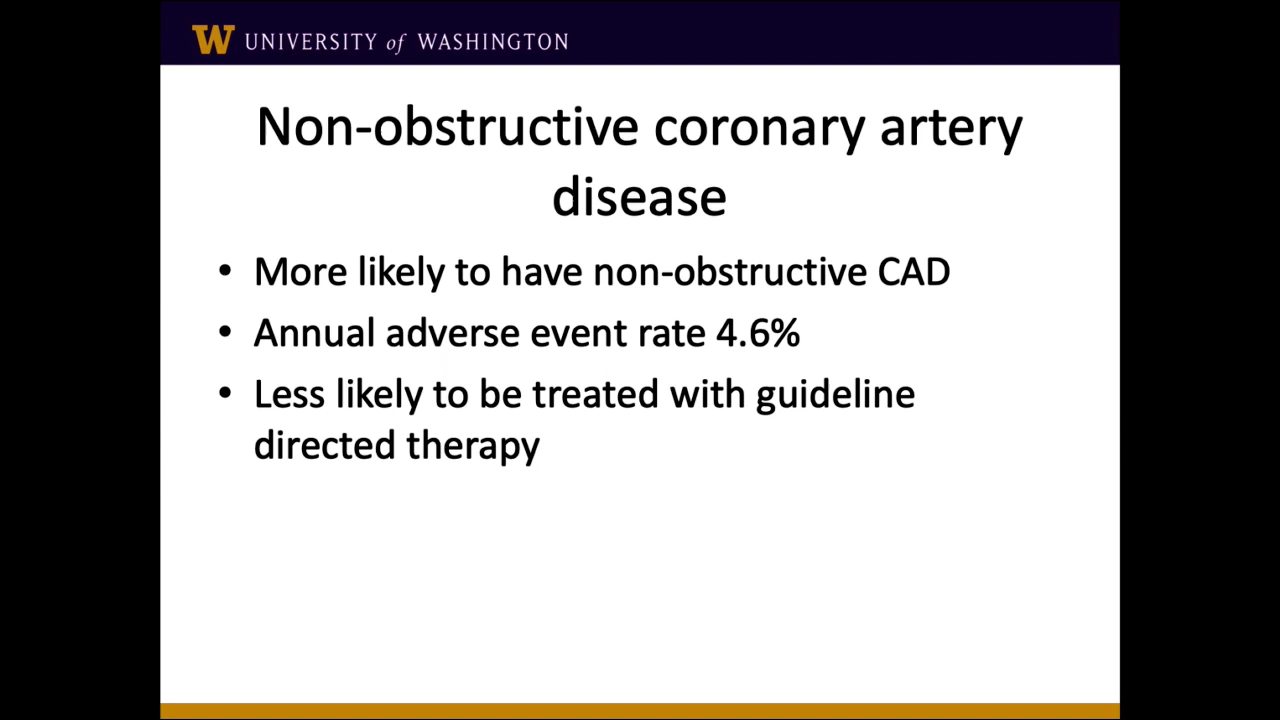 W UNIVERSITY of WASHINGTON
Non-obstructive coronary artery
disease
• More likely to have non-obstructive CAD
• Annual adverse event rate 4.6%
• Less likely to be treated with guideline
directed therapy